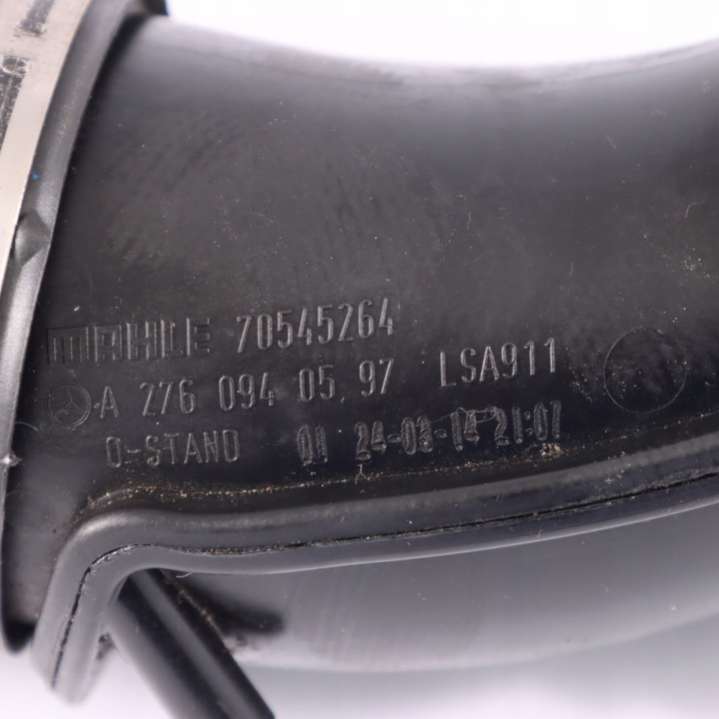 MAHLE 70545264
A 276 094 05 97 LSA911
D-STAND 01 24-03-14 21:07